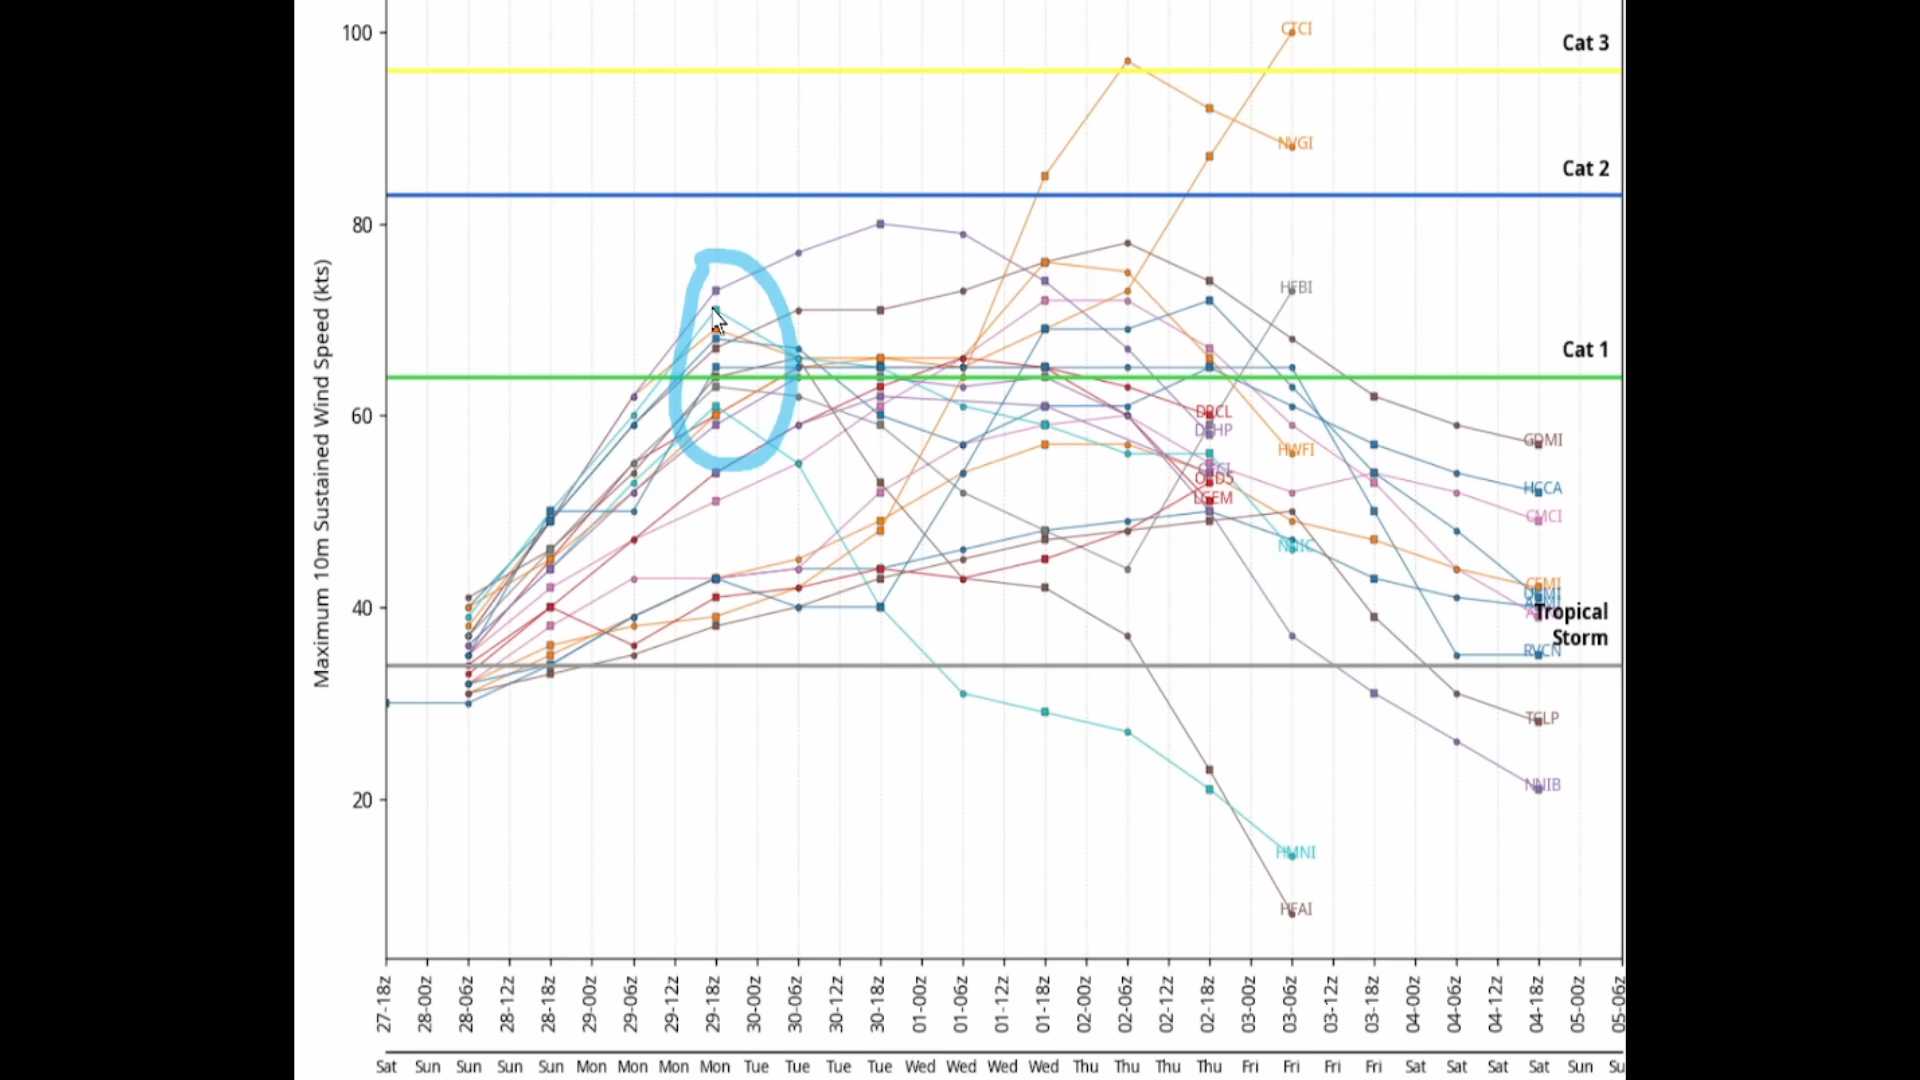 CTCI
100
Cat 3
NVGI
Cat 2
80
HFBI
Cat 1
Maximum 10m Sustained Wind Speed (kts)
60
DRCL
DSHP
HWFI
GDMI
OCD5
LGEM
HCCA
CMCI
NNIC
CEMI
40
Tropical
Storm
RVCN
TCLP
NNIB
20
HMNI
HFAI
27-18z 28-00z 28-06z 28-12z 28-18z 29-00z 29-06z 29-12z 29-18z 30-00z 30-06z 30-12z 30-18z 01-00z 01-06z 01-12z 01-18z 02-00z 02-06z 02-12z 02-18z 03-00z 03-06z 03-12z 03-18z 04-00z 04-06z 04-12z 04-18z 05-00z 05-06z
Sat Sun Sun Sun Sun Mon Mon Mon Mon Tue Tue Tue Tue Wed Wed Wed Wed Thu Thu Thu Thu Fri Fri Fri Fri Sat Sat Sat Sat Sun Su